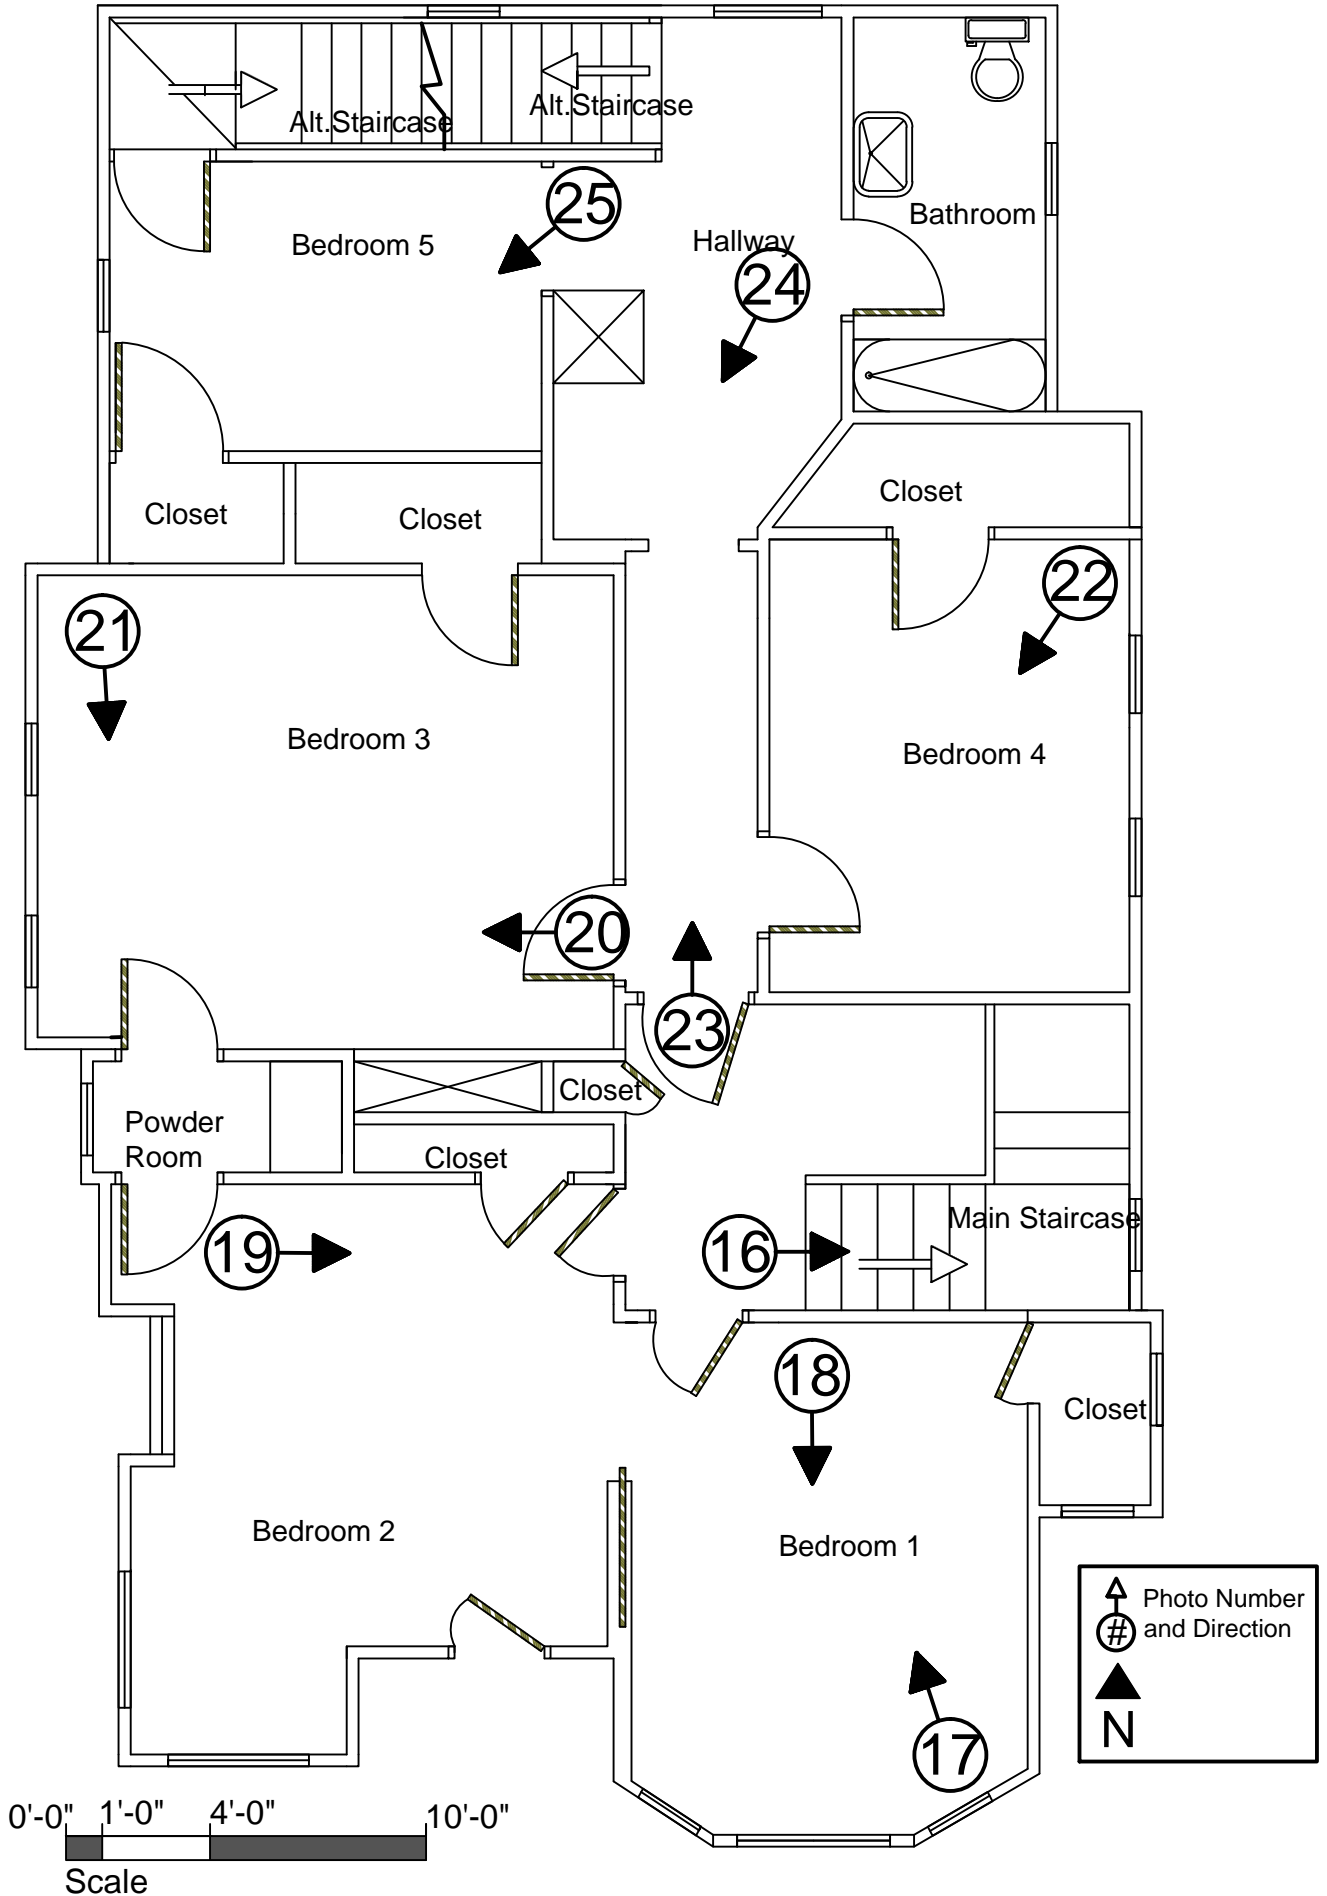 Alt.Staircase
Alt.Staircase
25
Bathroom
Bedroom 5
Hallway
24
Closet
Closet
Closet
22
21
Bedroom 3
Bedroom 4
20
23
Closet
Powder
Room
Closet
Main Staircase
19
16
18
Closet
Bedroom 2
Bedroom 1
17
Photo Number
and Direction
#
N
0'-0" 1'-0" 4'-0" 10'-0"
Scale